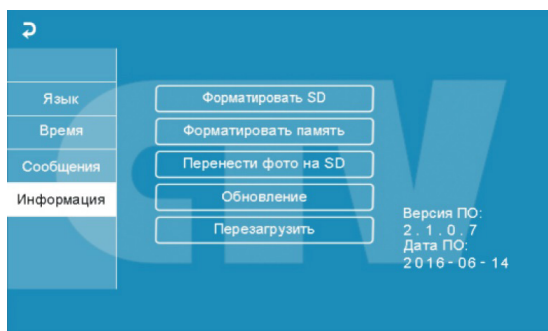 Язык
Время
Сообщения
Информация
Форматировать SD
Форматировать память
Перенести фото на SD
Обновление
Перезагрузить
Версия ПО:
2.1.0.7
Дата ПО:
2016-06-14